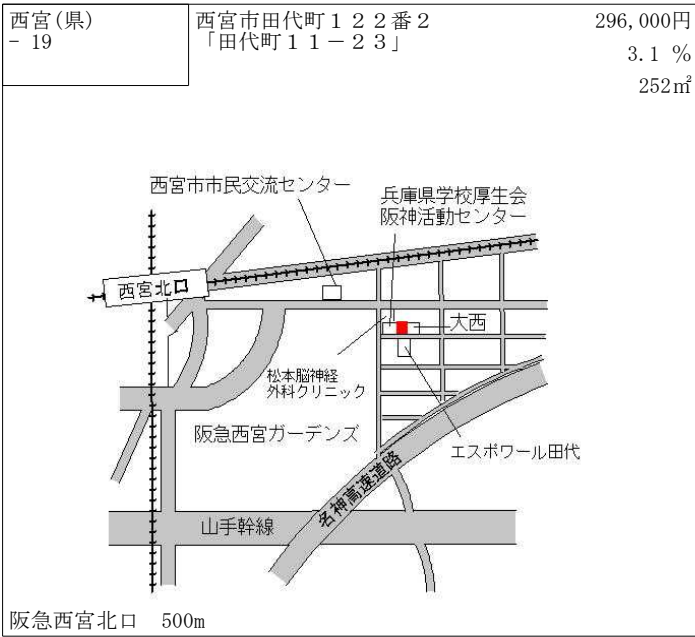 西宮(県)
- 19
西宮市田代町１２２番２
「田代町１１－２３」
296,000円
3.1 %
252㎡
西宮市市民交流センター
兵庫県学校厚生会
阪神活動センター
西宮北口
大西
松本脳神経
外科クリニック
阪急西宮ガーデンズ
エスポワール田代
名神高速道路
山手幹線
阪急西宮北口　500m